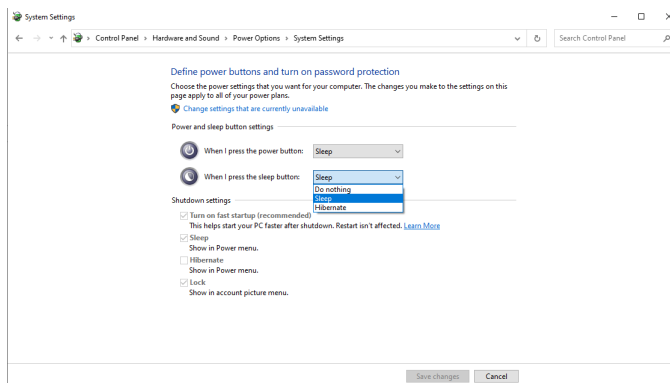 System Settings
Control Panel > Hardware and Sound > Power Options > System Settings
Search Control Panel
Define power buttons and turn on password protection
Choose the power settings that you want for your computer. The changes you make to the settings on this
page apply to all of your power plans.
Change settings that are currently unavailable
Power and sleep button settings
When I press the power button: Sleep
When I press the sleep button: Sleep
Do nothing
Sleep
Hibernate
Shutdown settings
Turn on fast startup (recommended)
This helps start your PC faster after shutdown. Restart isn't affected. Learn More
Sleep
Show in Power menu.
Hibernate
Show in Power menu.
Lock
Show in account picture menu.
Save changes Cancel